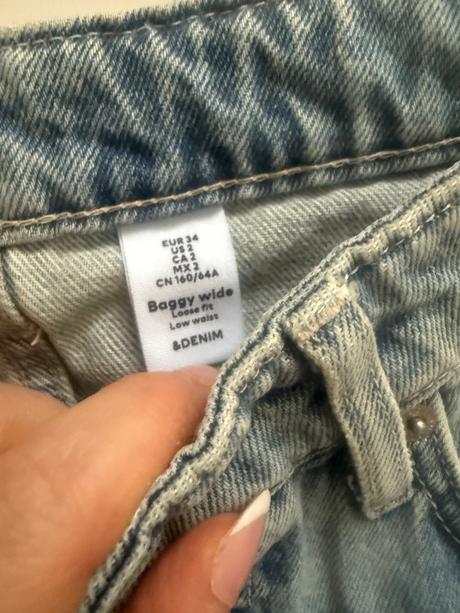 EUR 34
US 2
CA 2
MX 2
CN 160/64A
Baggy wide
Loose fit
Low waist
&DENIM